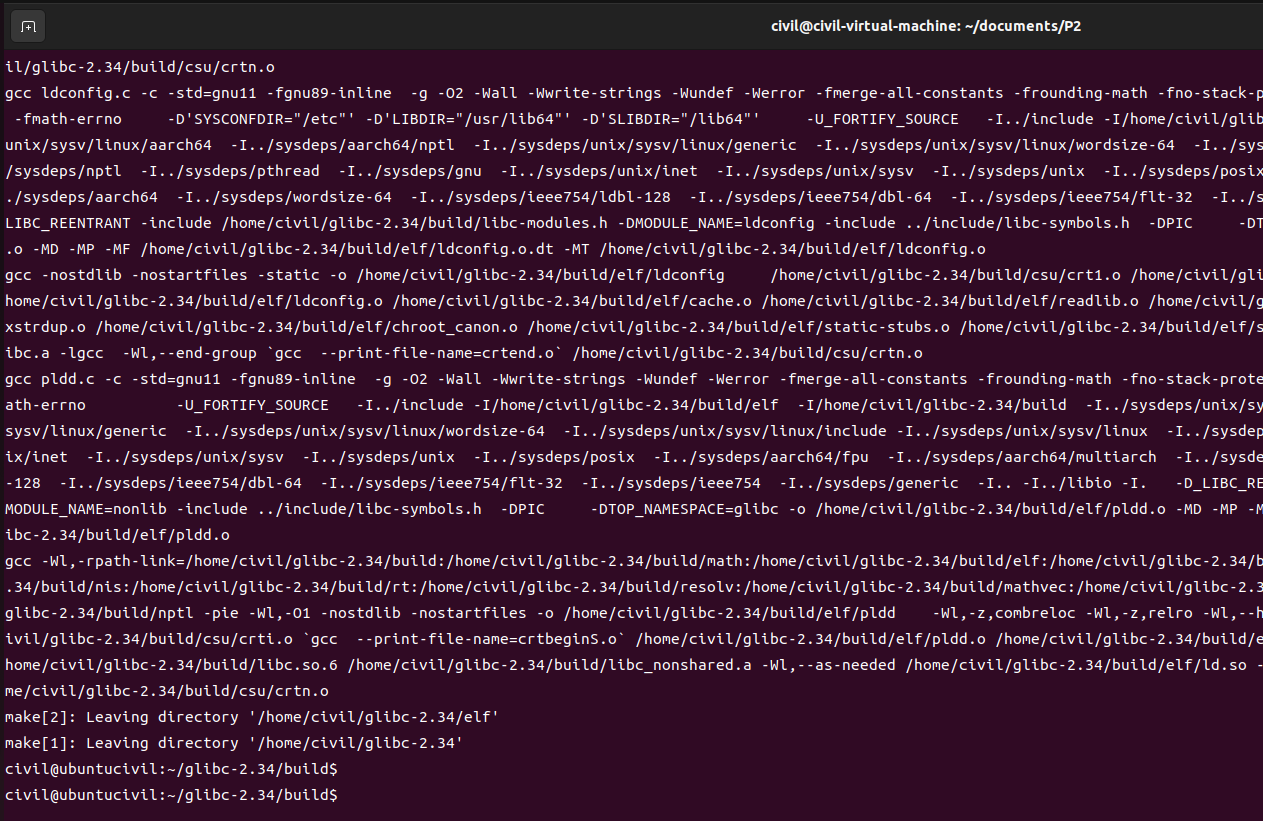 civil@civil-virtual-machine: ~/documents/P2
il/glibc-2.34/build/csu/crtn.o
gcc ldconfig.c -c -std=gnu11 -fgnu89-inline  -g -O2 -Wall -Wwrite-strings -Wundef -Werror -fmerge-all-constants -frounding-math -fno-stack-p
 -fmath-errno     -D'SYSCONFDIR="/etc"' -D'LIBDIR="/usr/lib64"' -D'SLIBDIR="/lib64"'     -U_FORTIFY_SOURCE   -I../include -I/home/civil/glib
unix/sysv/linux/aarch64  -I../sysdeps/aarch64/nptl  -I../sysdeps/unix/sysv/linux/generic  -I../sysdeps/unix/sysv/linux/wordsize-64  -I../sys
/sysdeps/nptl  -I../sysdeps/pthread  -I../sysdeps/gnu  -I../sysdeps/unix/inet  -I../sysdeps/unix/sysv  -I../sysdeps/unix  -I../sysdeps/posix
./sysdeps/aarch64  -I../sysdeps/wordsize-64  -I../sysdeps/ieee754/ldbl-128  -I../sysdeps/ieee754/dbl-64  -I../sysdeps/ieee754/flt-32  -I../s
LIBC_REENTRANT -include /home/civil/glibc-2.34/build/libc-modules.h -DMODULE_NAME=ldconfig -include ../include/libc-symbols.h  -DPIC     -DT
.o -MD -MP -MF /home/civil/glibc-2.34/build/elf/ldconfig.o.dt -MT /home/civil/glibc-2.34/build/elf/ldconfig.o
gcc -nostdlib -nostartfiles -static -o /home/civil/glibc-2.34/build/elf/ldconfig     /home/civil/glibc-2.34/build/csu/crt1.o /home/civil/gli
home/civil/glibc-2.34/build/elf/ldconfig.o /home/civil/glibc-2.34/build/elf/cache.o /home/civil/glibc-2.34/build/elf/readlib.o /home/civil/g
xstrdup.o /home/civil/glibc-2.34/build/elf/chroot_canon.o /home/civil/glibc-2.34/build/elf/static-stubs.o /home/civil/glibc-2.34/build/elf/s
ibc.a -lgcc  -Wl,--end-group `gcc  --print-file-name=crtend.o` /home/civil/glibc-2.34/build/csu/crtn.o
gcc pldd.c -c -std=gnu11 -fgnu89-inline  -g -O2 -Wall -Wwrite-strings -Wundef -Werror -fmerge-all-constants -frounding-math -fno-stack-prote
ath-errno          -U_FORTIFY_SOURCE   -I../include -I/home/civil/glibc-2.34/build/elf  -I/home/civil/glibc-2.34/build  -I../sysdeps/unix/sy
sysv/linux/generic  -I../sysdeps/unix/sysv/linux/wordsize-64  -I../sysdeps/unix/sysv/linux/include -I../sysdeps/unix/sysv/linux  -I../sysdep
ix/inet  -I../sysdeps/unix/sysv  -I../sysdeps/unix  -I../sysdeps/posix  -I../sysdeps/aarch64/fpu  -I../sysdeps/aarch64/multiarch  -I../sysde
-128  -I../sysdeps/ieee754/dbl-64  -I../sysdeps/ieee754/flt-32  -I../sysdeps/ieee754  -I../sysdeps/generic  -I.. -I../libio -I.   -D_LIBC_RE
MODULE_NAME=nonlib -include ../include/libc-symbols.h  -DPIC     -DTOP_NAMESPACE=glibc -o /home/civil/glibc-2.34/build/elf/pldd.o -MD -MP -M
ibc-2.34/build/elf/pldd.o
gcc -Wl,-rpath-link=/home/civil/glibc-2.34/build:/home/civil/glibc-2.34/build/math:/home/civil/glibc-2.34/build/elf:/home/civil/glibc-2.34/b
.34/build/nis:/home/civil/glibc-2.34/build/rt:/home/civil/glibc-2.34/build/resolv:/home/civil/glibc-2.34/build/mathvec:/home/civil/glibc-2.3
glibc-2.34/build/nptl -pie -Wl,-O1 -nostdlib -nostartfiles -o /home/civil/glibc-2.34/build/elf/pldd    -Wl,-z,combreloc -Wl,-z,relro -Wl,--h
ivil/glibc-2.34/build/csu/crti.o `gcc  --print-file-name=crtbeginS.o` /home/civil/glibc-2.34/build/elf/pldd.o /home/civil/glibc-2.34/build/e
home/civil/glibc-2.34/build/libc.so.6 /home/civil/glibc-2.34/build/libc_nonshared.a -Wl,--as-needed /home/civil/glibc-2.34/build/elf/ld.so -
me/civil/glibc-2.34/build/csu/crtn.o
make[2]: Leaving directory '/home/civil/glibc-2.34/elf'
make[1]: Leaving directory '/home/civil/glibc-2.34'
civil@ubuntucivil:~/glibc-2.34/build$
civil@ubuntucivil:~/glibc-2.34/build$